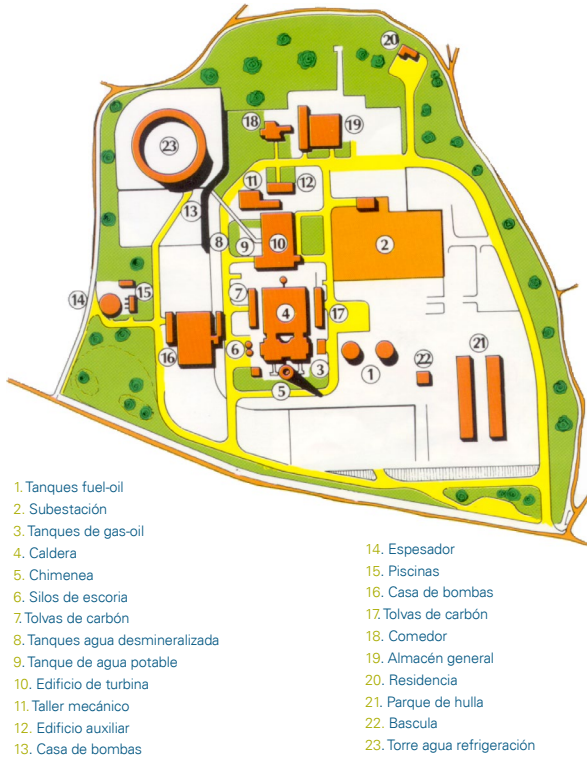 20
18
19
23
11
12
13
8
9
10
2
14
15
7
4
17
16
6
3
1
22
21
5
1. Tanques fuel-oil
2. Subestación
3. Tanques de gas-oil
4. Caldera
5. Chimenea
6. Silos de escoria
7. Tolvas de carbón
8. Tanques agua desmineralizada
9. Tanque de agua potable
10. Edificio de turbina
11. Taller mecánico
12. Edificio auxiliar
13. Casa de bombas
14. Espesador
15. Piscinas
16. Casa de bombas
17. Tolvas de carbón
18. Comedor
19. Almacén general
20. Residencia
21. Parque de hulla
22. Bascula
23. Torre agua refrigeración